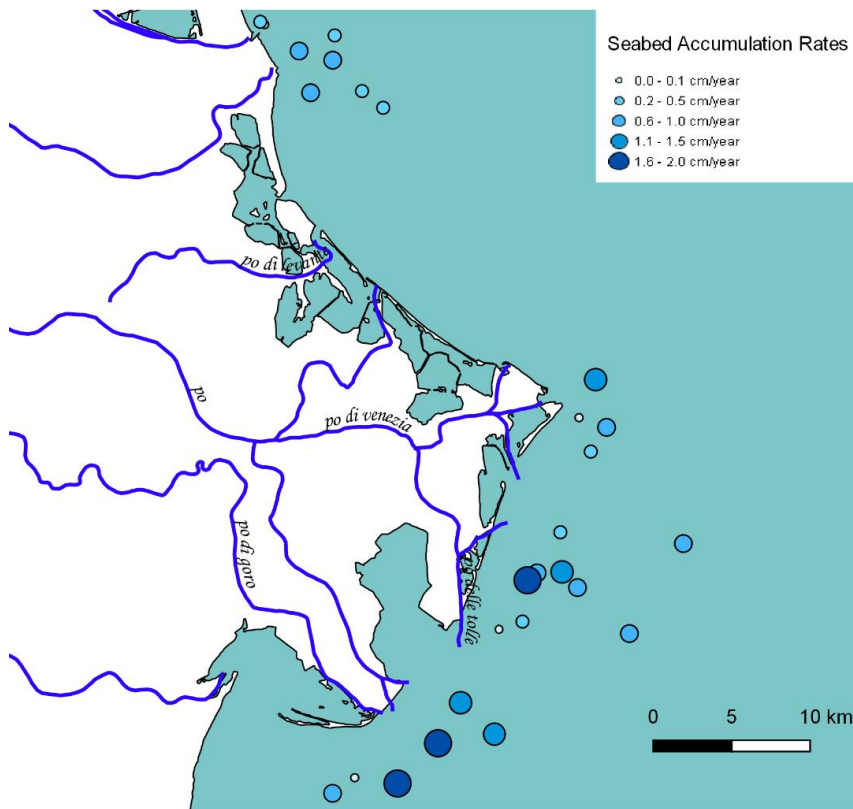 Seabed Accumulation Rates
0.0 - 0.1 cm/year
0.2 - 0.5 cm/year
0.6 - 1.0 cm/year
1.1 - 1.5 cm/year
1.6 - 2.0 cm/year
po di levante
po
po di venezia
po di goro
po delle tolle
0 5 10 km